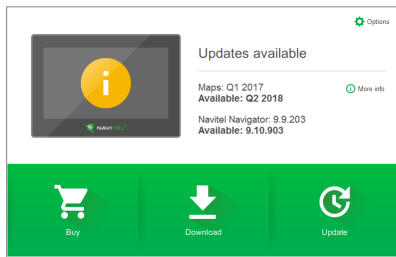 Options
Updates available
Maps: Q1 2017
Available: Q2 2018
More info
Navitel Navigator: 9.9.203
Available: 9.10.903
NAVITEL
Buy
Download
Update